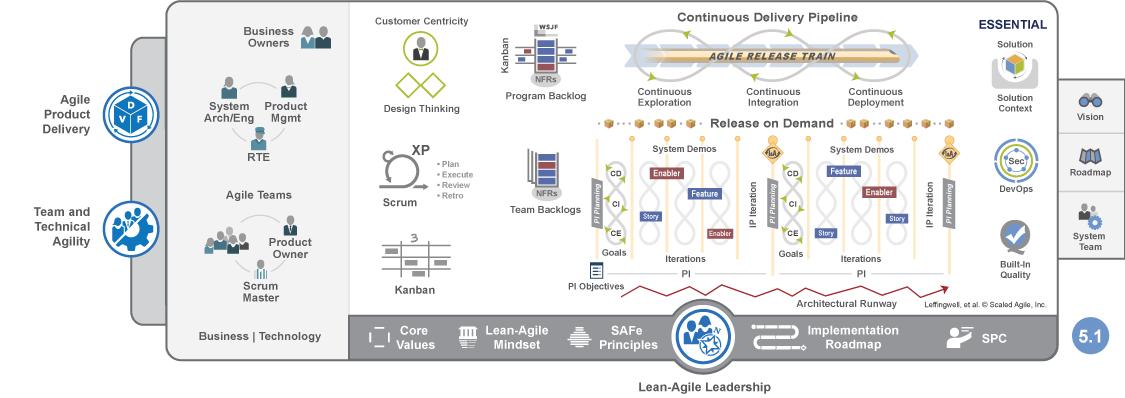 Agile
Product
Delivery
D
V F
Team and
Technical
Agility
Business
Owners
System
Arch/Eng
Product
Mgmt
RTE
Agile Teams
Product
Owner
Scrum
Master
Business | Technology
Customer Centricity
Design Thinking
XP
Scrum
• Plan
• Execute
• Review
• Retro
3
Kanban
WSJF
Kanban
NFRs
Program Backlog
NFRs
Team Backlogs
Continuous Delivery Pipeline
AGILE RELEASE TRAIN
Continuous
Exploration
Continuous
Integration
Continuous
Deployment
Release on Demand
System Demos
System Demos
PI Planning
CD
CI
CE
Goals
Enabler
Story
Feature
Enabler
Iterations
IP Iteration
I&A
PI Planning
CD
CI
CE
Goals
Feature
Story
Enabler
Story
Iterations
IP Iteration
I&A
PI Planning
PI
PI
PI Objectives
Architectural Runway
Leffingwell, et al. © Scaled Agile, Inc.
ESSENTIAL
Solution
Solution
Context
Sec
DevOps
Built-In
Quality
Vision
Roadmap
System
Team
Core
Values
Lean-Agile
Mindset
SAFe
Principles
Implementation
Roadmap
SPC
5.1
Lean-Agile Leadership